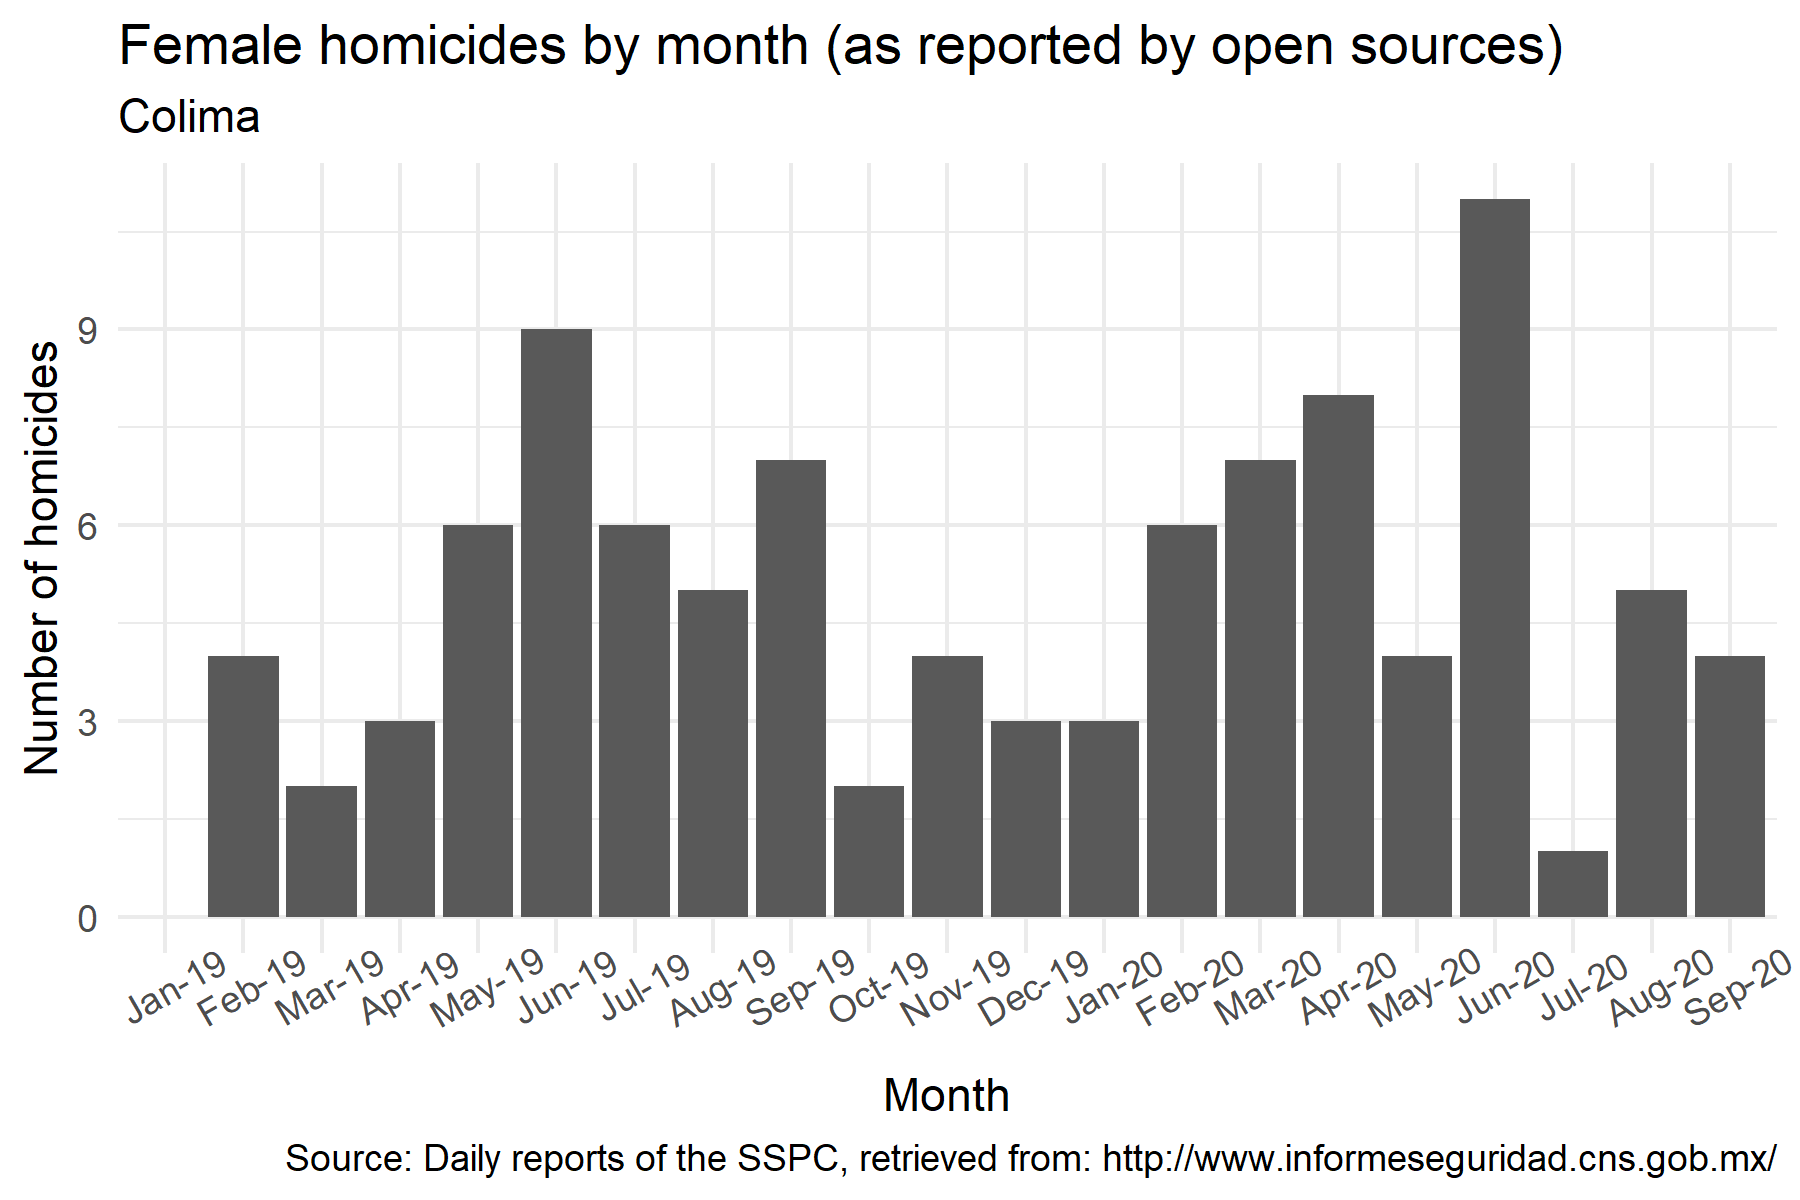 Female homicides by month (as reported by open sources)
Colima
Number of homicides
9
6
3
0
Jan-19
Feb-19
Mar-19
Apr-19
May-19
Jun-19
Jul-19
Aug-19
Sep-19
Oct-19
Nov-19
Dec-19
Jan-20
Feb-20
Mar-20
Apr-20
May-20
Jun-20
Jul-20
Aug-20
Sep-20
Month
Source: Daily reports of the SSPC, retrieved from: http://www.informeseguridad.cns.gob.mx/